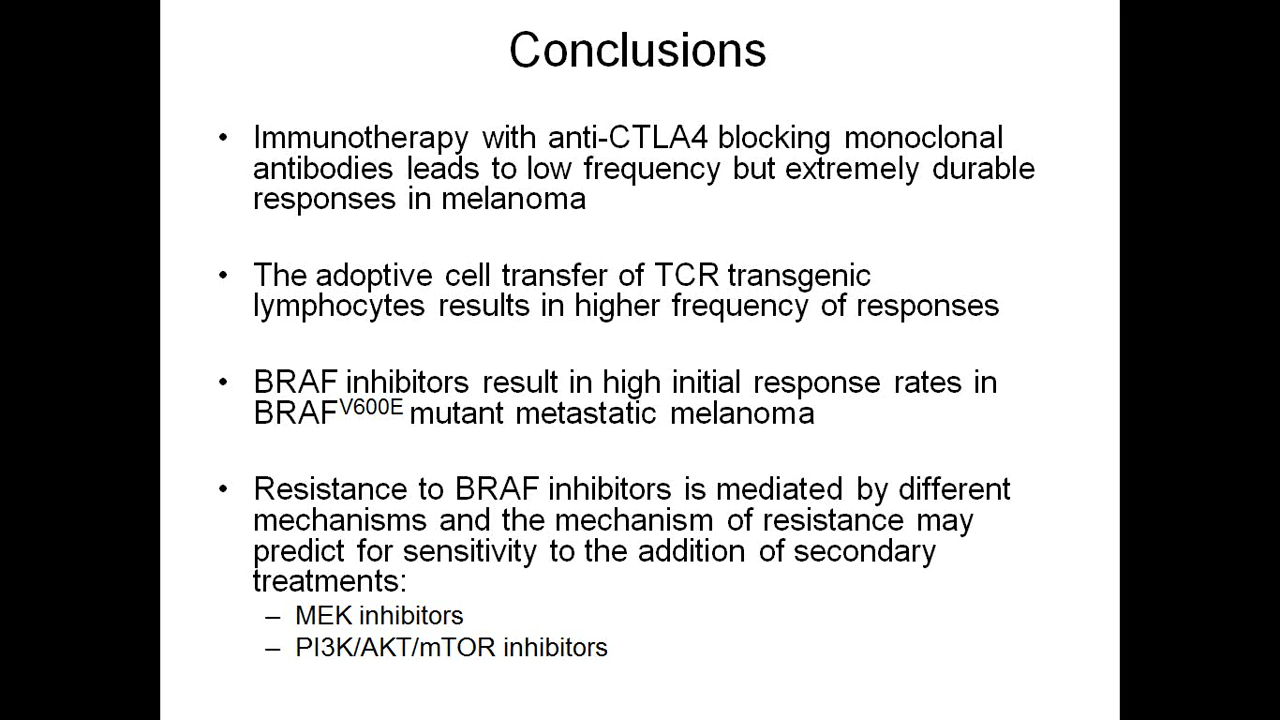 Conclusions
• Immunotherapy with anti-CTLA4 blocking monoclonal
antibodies leads to low frequency but extremely durable
responses in melanoma
• The adoptive cell transfer of TCR transgenic
lymphocytes results in higher frequency of responses
• BRAF inhibitors result in high initial response rates in
BRAFV600E mutant metastatic melanoma
• Resistance to BRAF inhibitors is mediated by different
mechanisms and the mechanism of resistance may
predict for sensitivity to the addition of secondary
treatments:
– MEK inhibitors
– PI3K/AKT/mTOR inhibitors